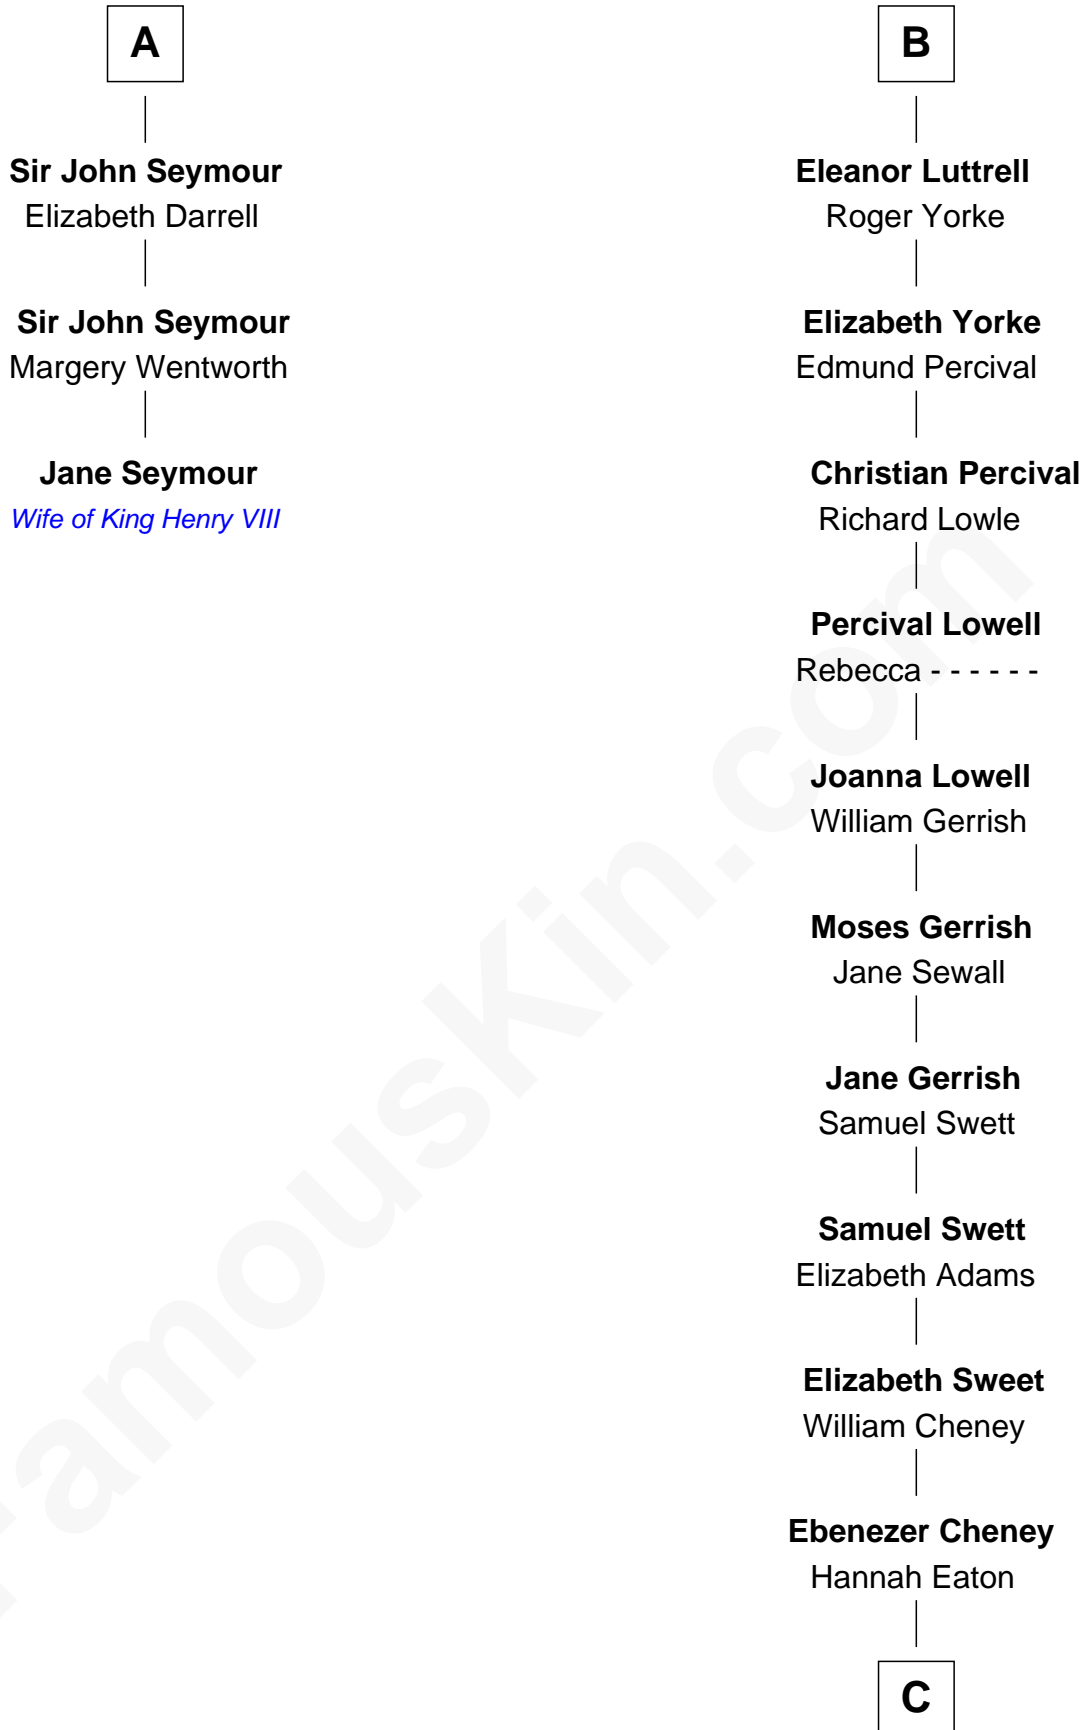 A
Sir John Seymour
Elizabeth Darrell
Sir John Seymour
Margery Wentworth
Jane Seymour
Wife of King Henry VIII
B
Eleanor Luttrell
Roger Yorke
Elizabeth Yorke
Edmund Percival
Christian Percival
Richard Lowle
Percival Lowell
Rebecca - - - - - -
Joanna Lowell
William Gerrish
Moses Gerrish
Jane Sewall
Jane Gerrish
Samuel Swett
Samuel Swett
Elizabeth Adams
Elizabeth Sweet
William Cheney
Ebenezer Cheney
Hannah Eaton
C
FamousKin.com